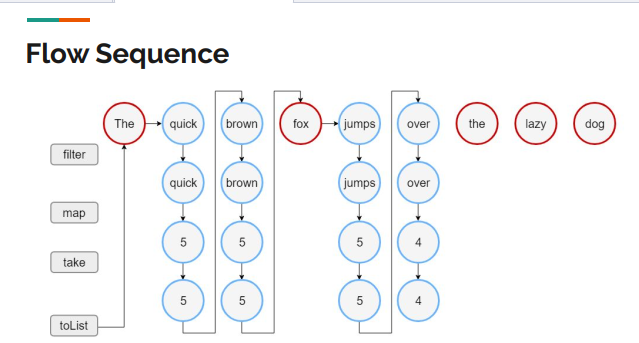 Flow Sequence
The quick brown fox jumps over the lazy dog
filter
quick brown jumps over
map
5 5 5 4
take
5 5 5 4
toList